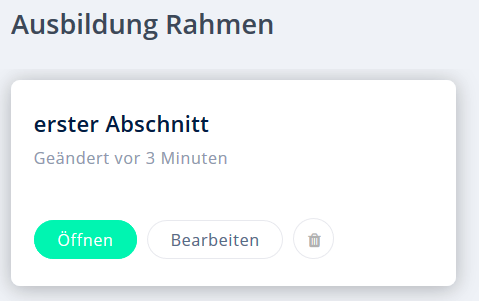 Ausbildung Rahmen
erster Abschnitt
Geändert vor 3 Minuten
Öffnen Bearbeiten